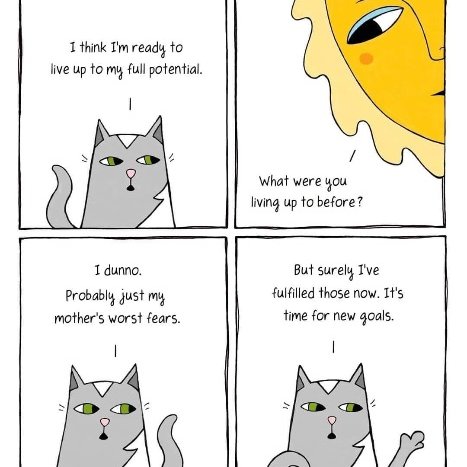 I think I'm ready to
live up to my full potential.
What were you
living up to before?
I dunno.
Probably just my
mother's worst fears.
But surely I've
fulfilled those now. It's
time for new goals.